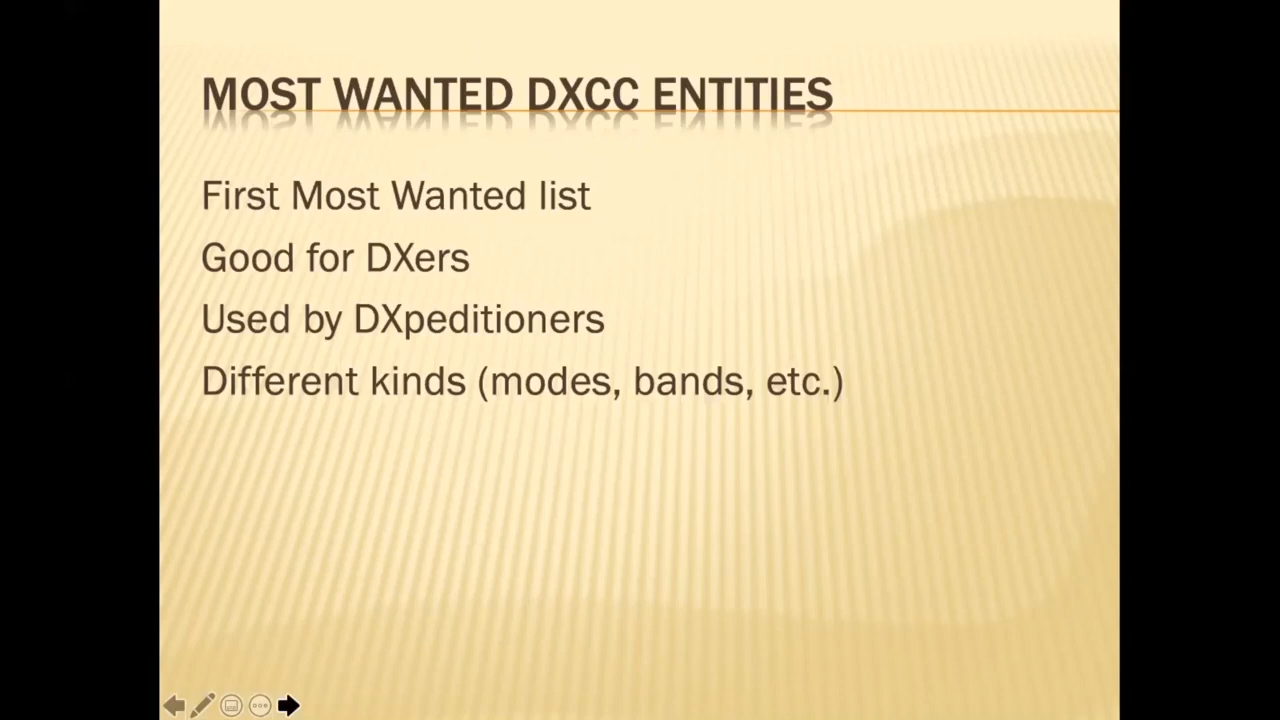 MOST WANTED DXCC ENTITIES
First Most Wanted list
Good for DXers
Used by DXpeditioners
Different kinds (modes, bands, etc.)